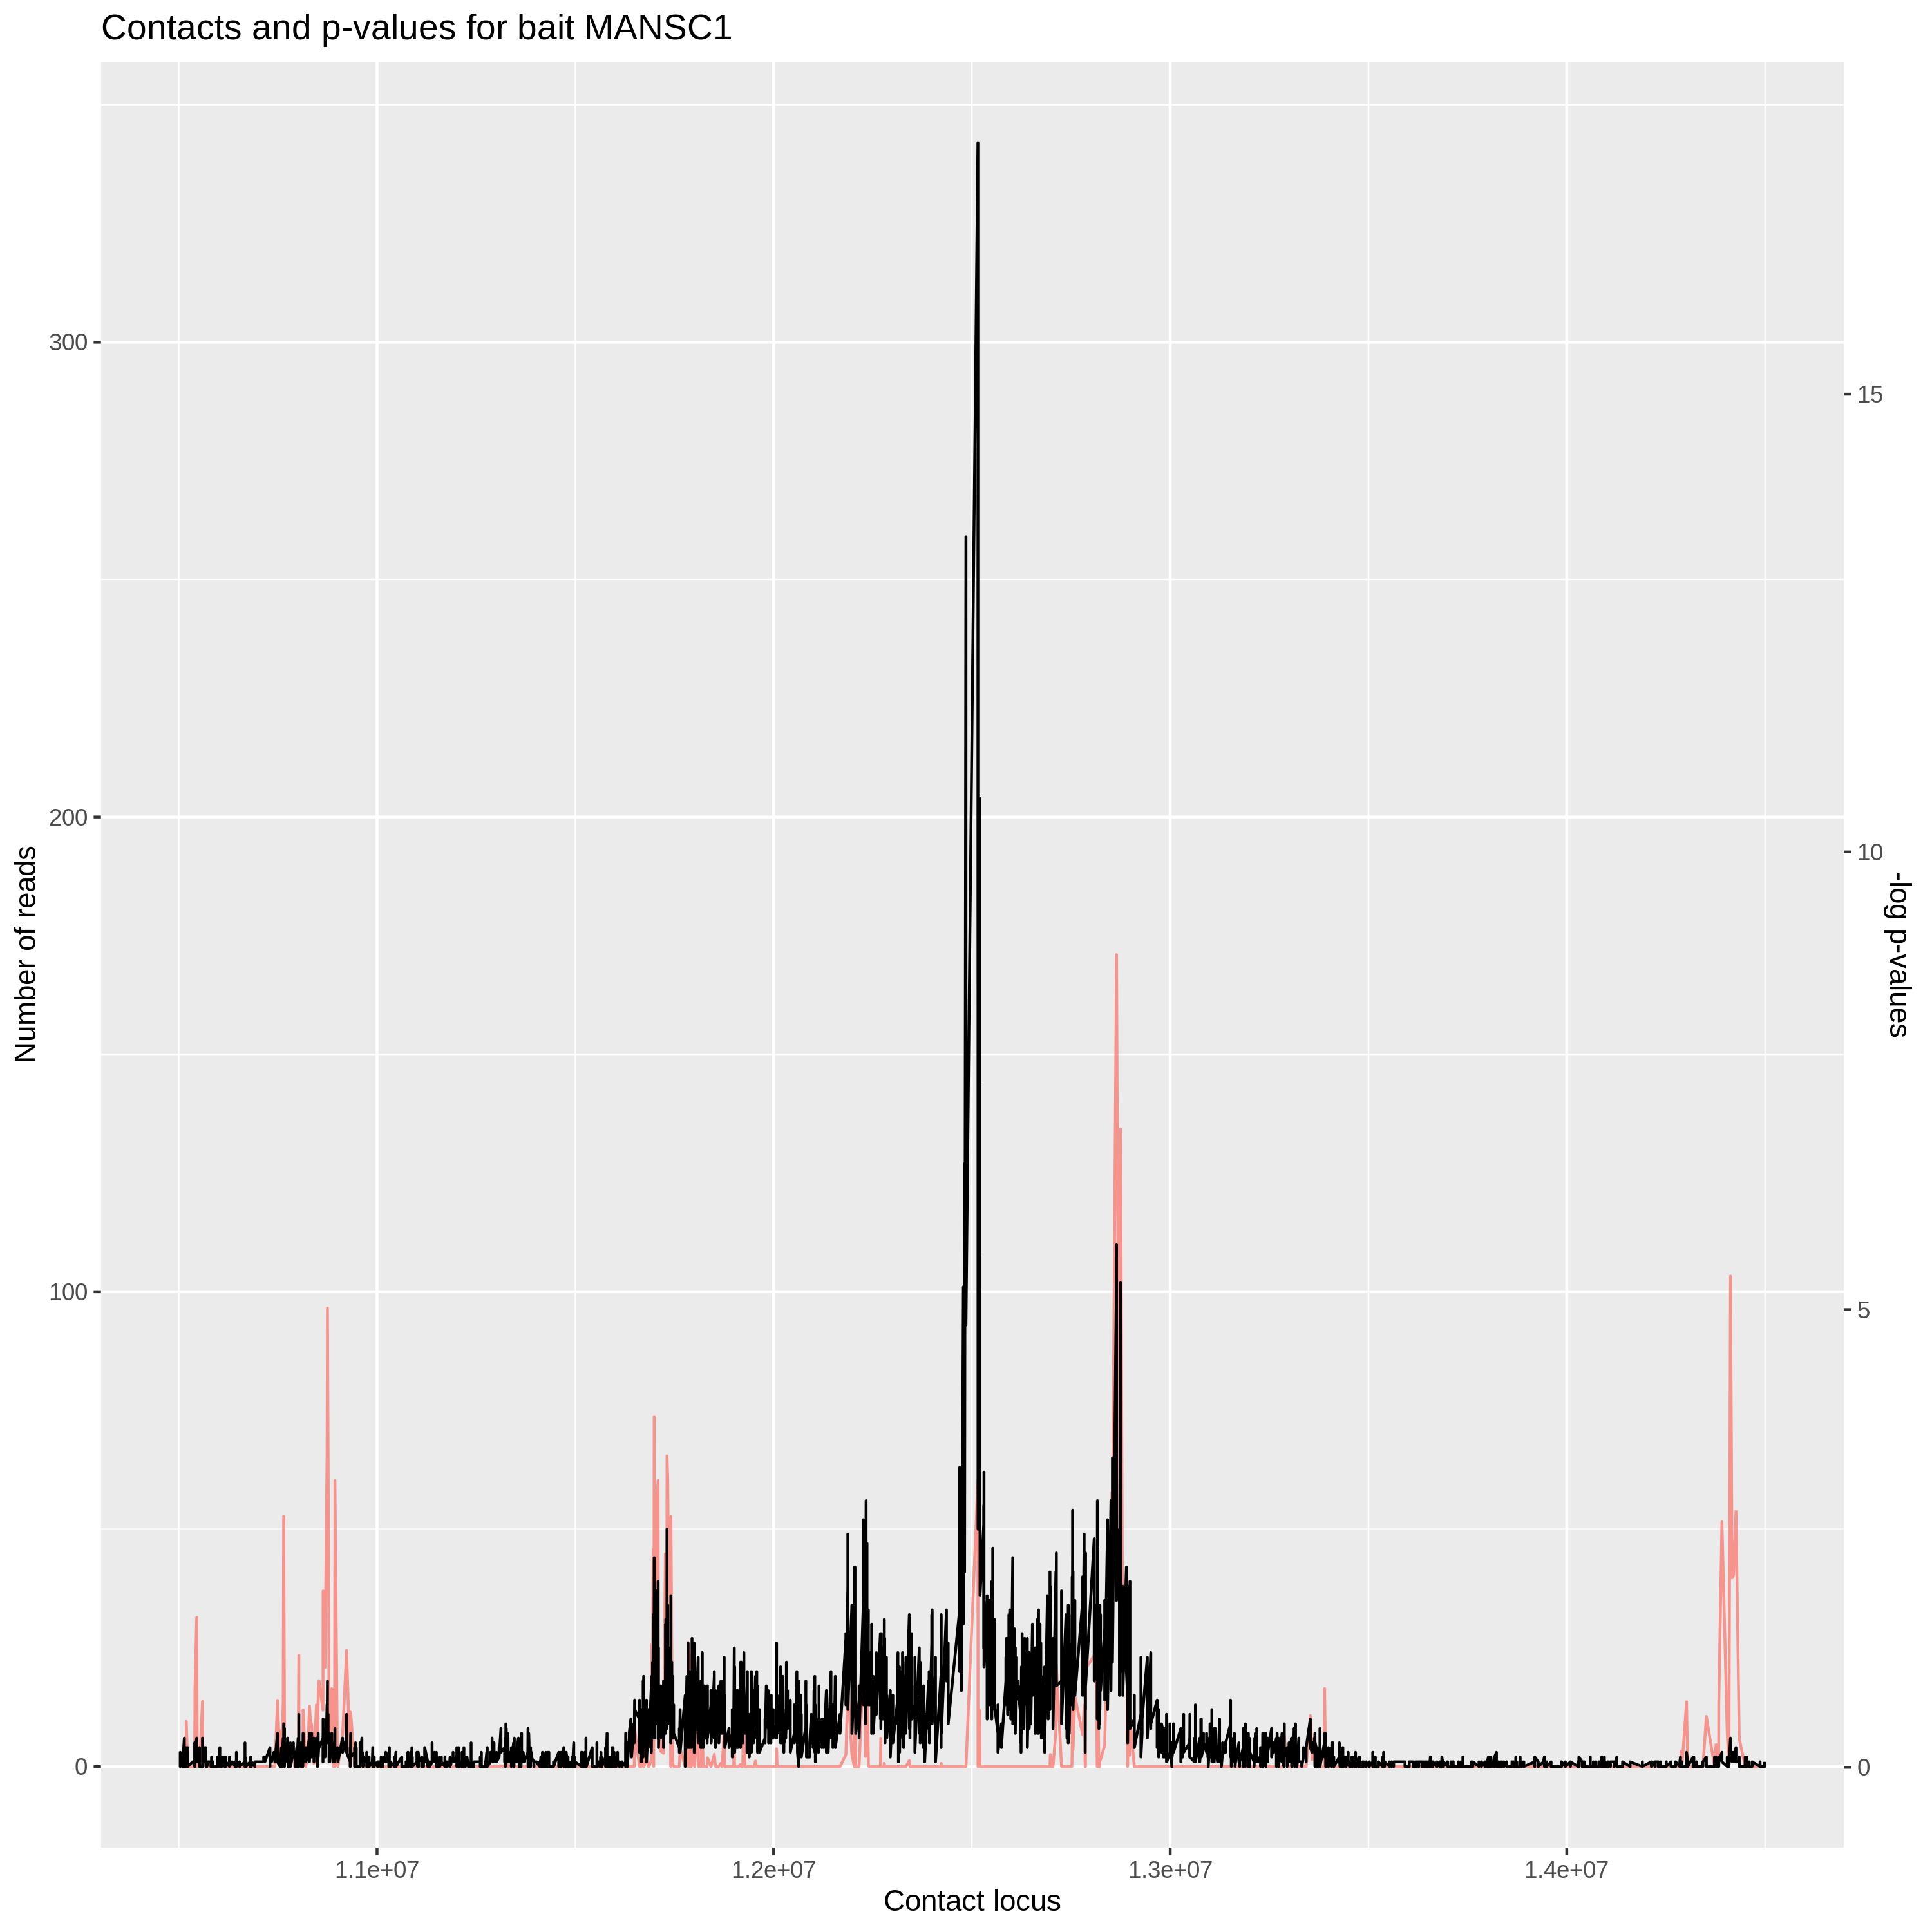 Contacts and p-values for bait MANSC1
Number of reads
300
200
100
0
15
10
5
0
-log p-values
1.1e+07
1.2e+07
1.3e+07
1.4e+07
Contact locus